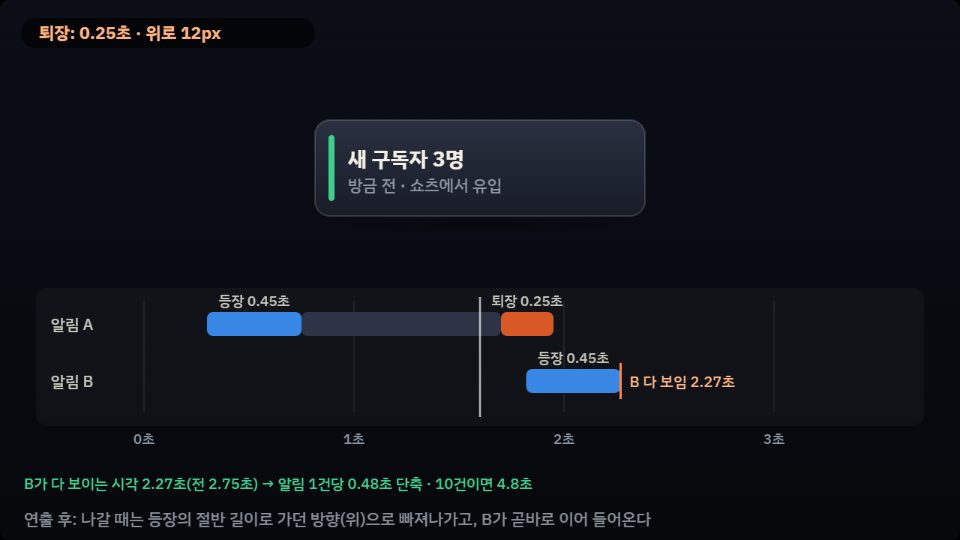 퇴장: 0.25초 · 위로 12px
새 구독자 3명
방금 전 · 쇼츠에서 유입
등장 0.45초
퇴장 0.25초
알림 A
등장 0.45초
알림 B
B 다 보임 2.27초
0초
1초
2초
3초
B가 다 보이는 시각 2.27초(전 2.75초) → 알림 1건당 0.48초 단축 · 10건이면 4.8초
연출 후: 나갈 때는 등장의 절반 길이로 가던 방향(위)으로 빠져나가고, B가 곧바로 이어 들어온다